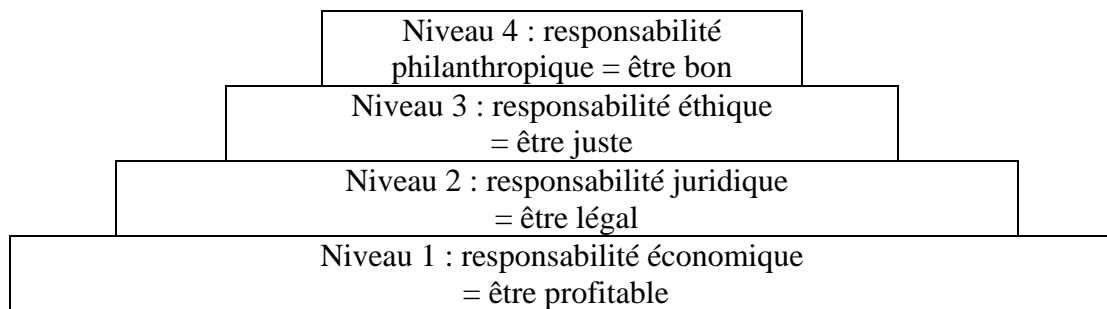 Niveau 4 : responsabilité
philanthropique = être bon
Niveau 3 : responsabilité éthique
= être juste
Niveau 2 : responsabilité juridique
= être légal
Niveau 1 : responsabilité économique
= être profitable